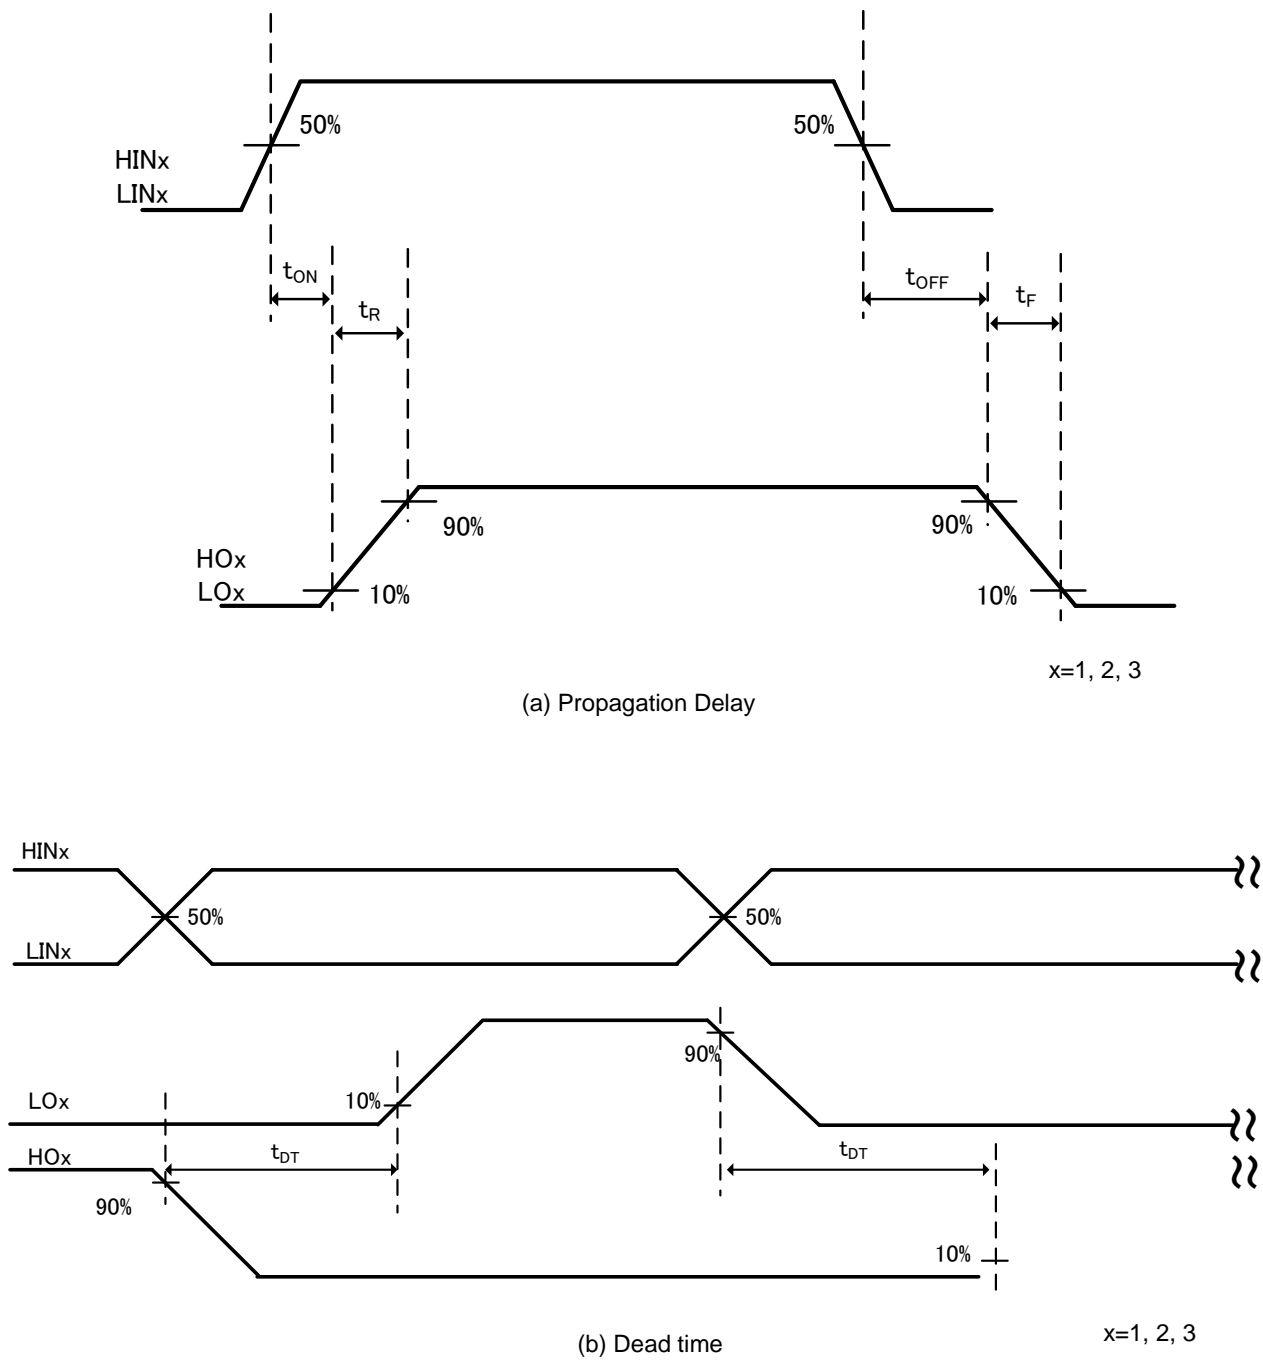 50%
50%
HINx
LINx
tON
tR
tOFF
tF
90%
90%
HOx
LOx
10%
10%
x=1, 2, 3
(a) Propagation Delay
HINx
50%
50%
LINx
90%
10%
LOx
HOx
tDT
tDT
90%
10%
(b) Dead time
x=1, 2, 3